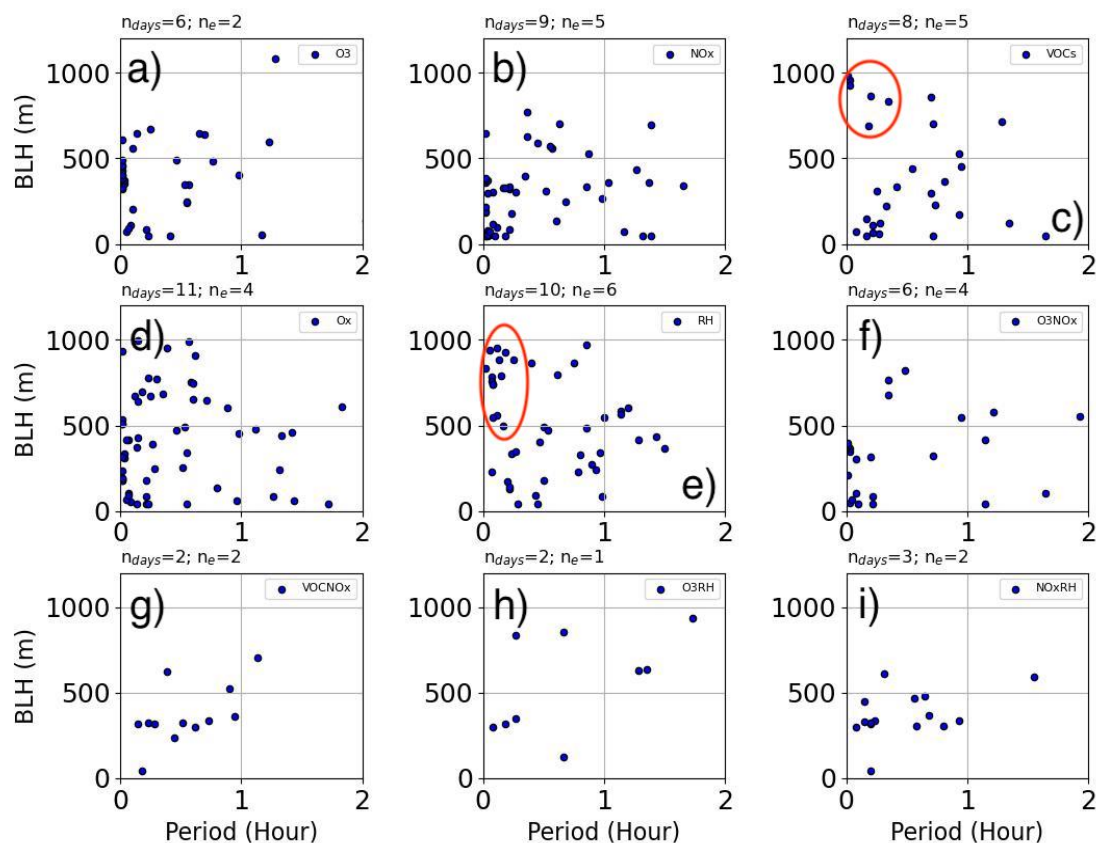 n_days=6; n_e=2
n_days=9; n_e=5
n_days=8; n_e=5
BLH (m)
1000
500
0
a)
O3
0 1 2
1000
500
0
b)
NOx
0 1 2
1000
500
0
VOCs
c)
0 1 2
n_days=11; n_e=4
n_days=10; n_e=6
n_days=6; n_e=4
BLH (m)
1000
500
0
d)
Ox
0 1 2
1000
500
0
RH
e)
0 1 2
1000
500
0
f)
O3NOx
0 1 2
n_days=2; n_e=2
n_days=2; n_e=1
n_days=3; n_e=2
BLH (m)
1000
500
0
g)
VOCNOx
0 1 2
Period (Hour)
1000
500
0
h)
O3RH
0 1 2
Period (Hour)
1000
500
0
i)
NOxRH
0 1 2
Period (Hour)